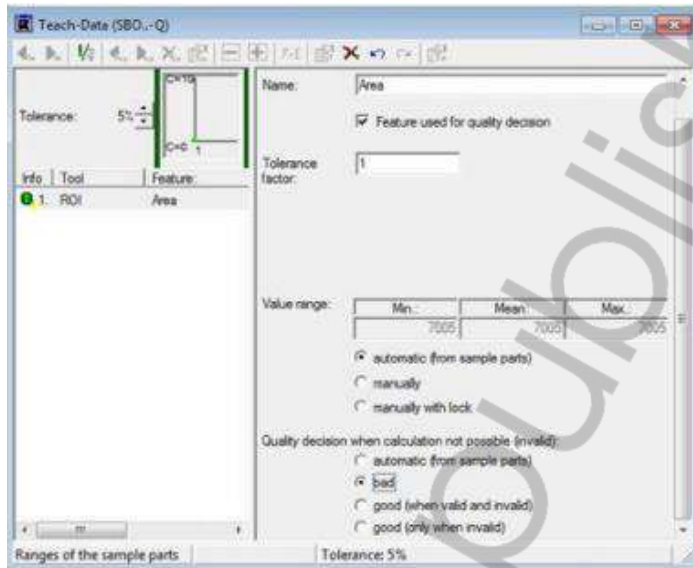 Teach-Data (SBO..-Q)
Tolerance: 5%
C=10
C=0 1
Info Tool Feature:
1. ROI Area
Name: Area
Feature used for quality decision
Tolerance factor: 1
Value range: Min.: Mean: Max.:
7005 7005 7005
automatic (from sample parts)
manually
manually with lock
Quality decision when calculation not possible (invalid):
automatic (from sample parts)
bad
good (when valid and invalid)
good (only when invalid)
Ranges of the sample parts Tolerance: 5%
public